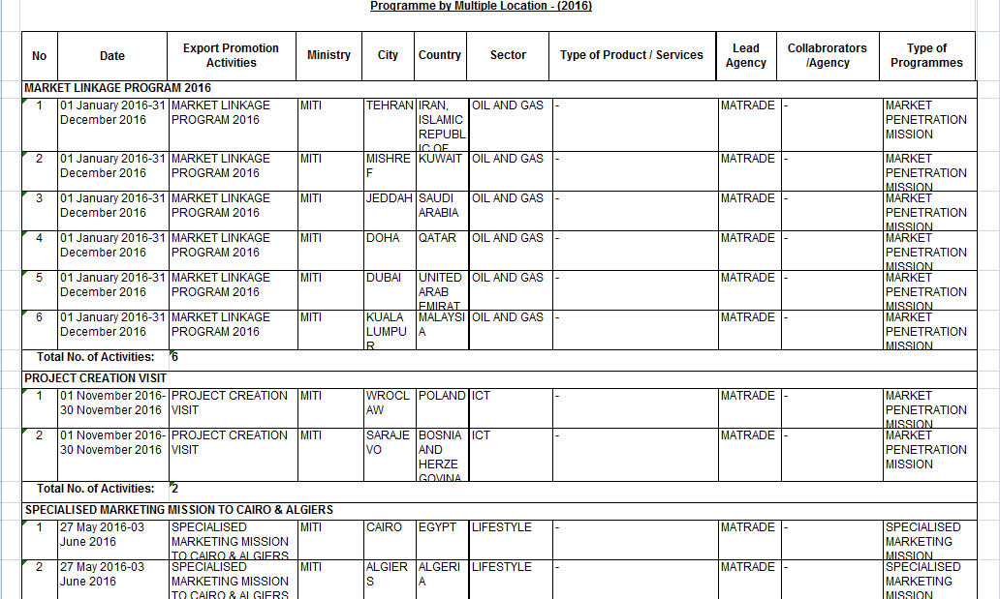 Programme by Multiple Location - (2016)
No Date Export Promotion Activities Ministry City Country Sector Type of Product / Services Lead Agency Collabrorators /Agency Type of Programmes
MARKET LINKAGE PROGRAM 2016
1 01 January 2016-31 December 2016 MARKET LINKAGE PROGRAM 2016 MITI TEHRAN IRAN, ISLAMIC REPUBLIC OF OIL AND GAS - MATRADE - MARKET PENETRATION MISSION
2 01 January 2016-31 December 2016 MARKET LINKAGE PROGRAM 2016 MITI MISHREF KUWAIT OIL AND GAS - MATRADE - MARKET PENETRATION MISSION
3 01 January 2016-31 December 2016 MARKET LINKAGE PROGRAM 2016 MITI JEDDAH SAUDI ARABIA OIL AND GAS - MATRADE - MARKET PENETRATION MISSION
4 01 January 2016-31 December 2016 MARKET LINKAGE PROGRAM 2016 MITI DOHA QATAR OIL AND GAS - MATRADE - MARKET PENETRATION MISSION
5 01 January 2016-31 December 2016 MARKET LINKAGE PROGRAM 2016 MITI DUBAI UNITED ARAB EMIRAT OIL AND GAS - MATRADE - MARKET PENETRATION MISSION
6 01 January 2016-31 December 2016 MARKET LINKAGE PROGRAM 2016 MITI KUALA LUMPUR MALAYSIA OIL AND GAS - MATRADE - MARKET PENETRATION MISSION
Total No. of Activities: 6
PROJECT CREATION VISIT
1 01 November 2016-30 November 2016 PROJECT CREATION VISIT MITI WROCLAW POLAND ICT - MATRADE - MARKET PENETRATION MISSION
2 01 November 2016-30 November 2016 PROJECT CREATION VISIT MITI SARAJEVO BOSNIA AND HERZEGOVINA ICT - MATRADE - MARKET PENETRATION MISSION
Total No. of Activities: 2
SPECIALISED MARKETING MISSION TO CAIRO & ALGIERS
1 27 May 2016-03 June 2016 SPECIALISED MARKETING MISSION TO CAIRO & ALGIERS MITI CAIRO EGYPT LIFESTYLE - MATRADE - SPECIALISED MARKETING MISSION
2 27 May 2016-03 June 2016 SPECIALISED MARKETING MISSION TO CAIRO & ALGIERS MITI ALGIERS ALGERIA LIFESTYLE - MATRADE - SPECIALISED MARKETING MISSION